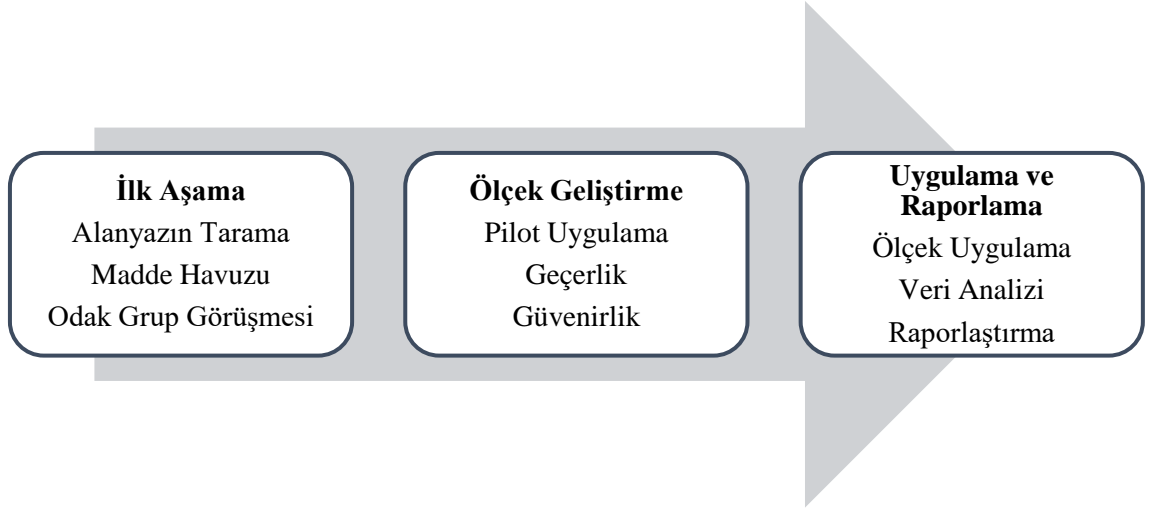 İlk Aşama
Alanyazın Tarama
Madde Havuzu
Odak Grup Görüşmesi
Ölçek Geliştirme
Pilot Uygulama
Geçerlik
Güvenirlik
Uygulama ve
Raporlama
Ölçek Uygulama
Veri Analizi
Raporlaştırma